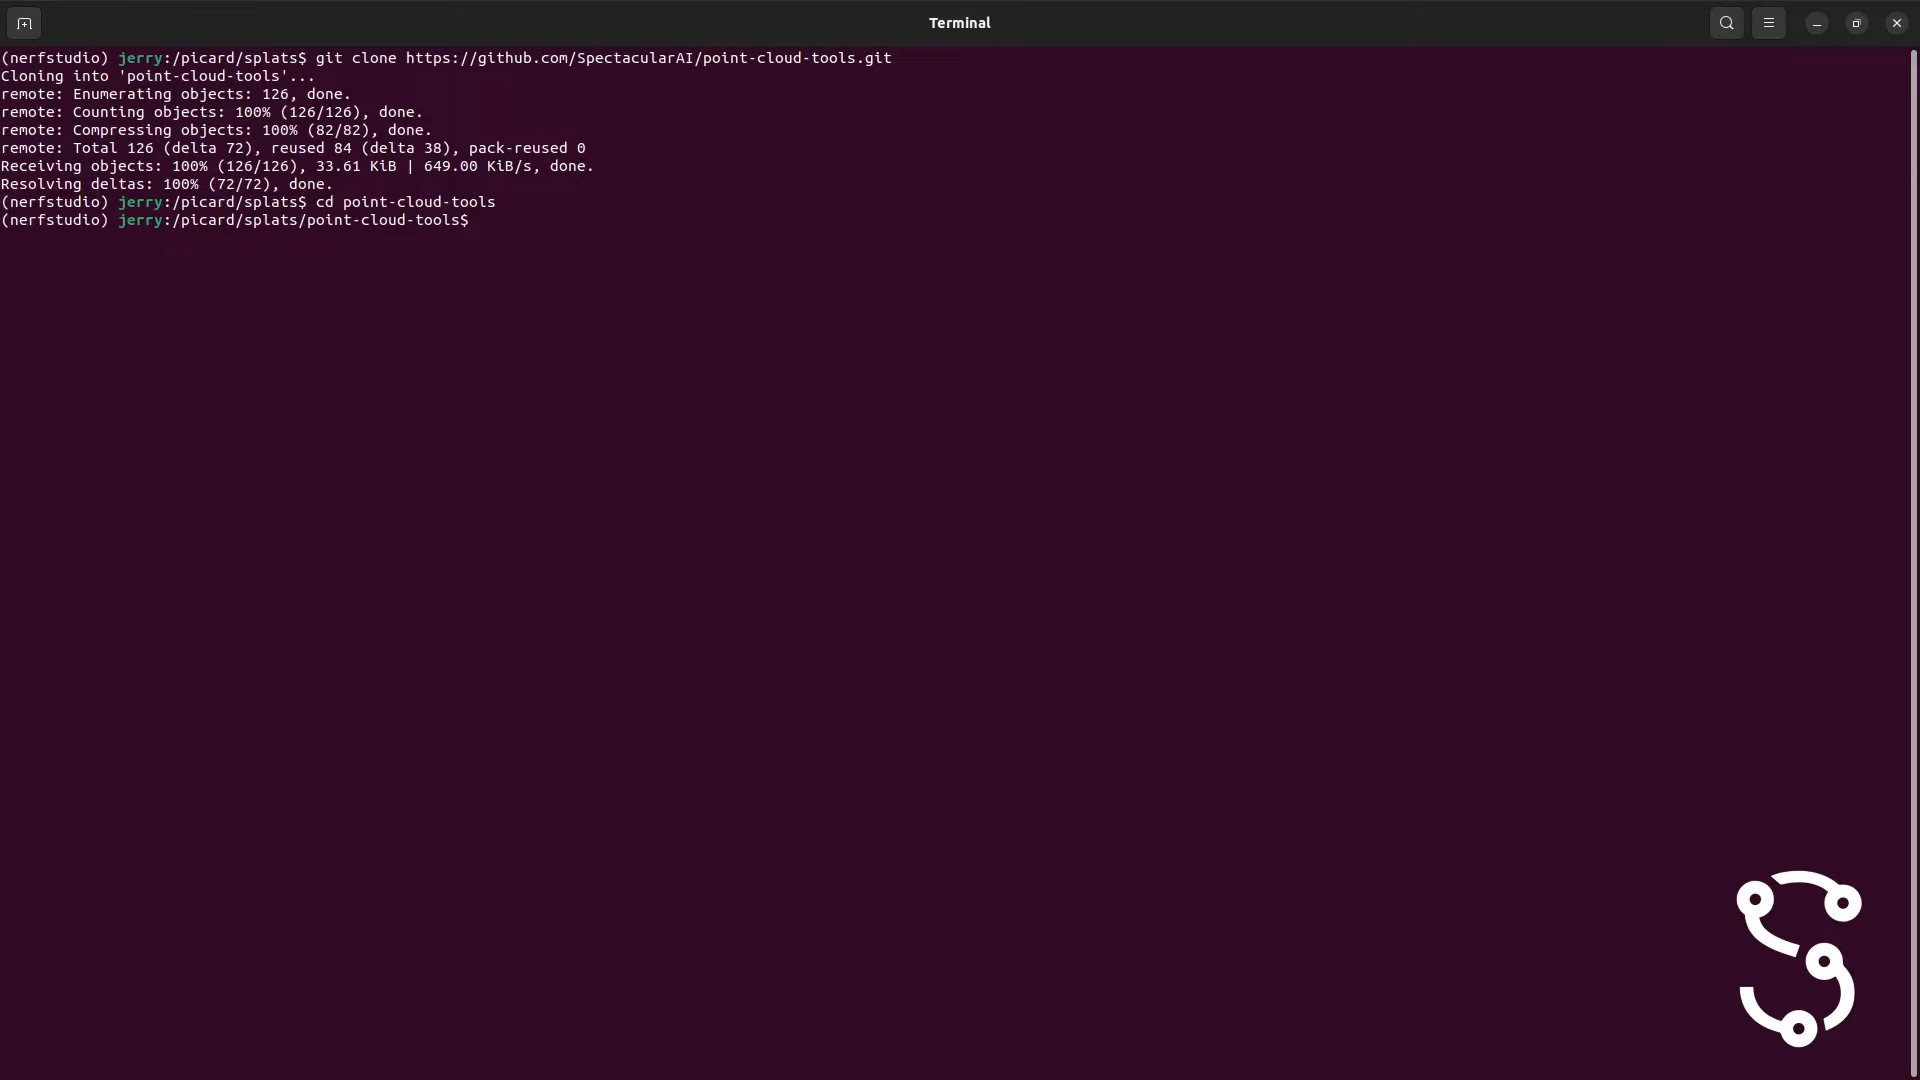 Terminal
(nerfstudio) jerry:/picard/splats$ git clone https://github.com/SpectacularAI/point-cloud-tools.git
Cloning into 'point-cloud-tools'...
remote: Enumerating objects: 126, done.
remote: Counting objects: 100% (126/126), done.
remote: Compressing objects: 100% (82/82), done.
remote: Total 126 (delta 72), reused 84 (delta 38), pack-reused 0
Receiving objects: 100% (126/126), 33.61 KiB | 649.00 KiB/s, done.
Resolving deltas: 100% (72/72), done.
(nerfstudio) jerry:/picard/splats$ cd point-cloud-tools
(nerfstudio) jerry:/picard/splats/point-cloud-tools$